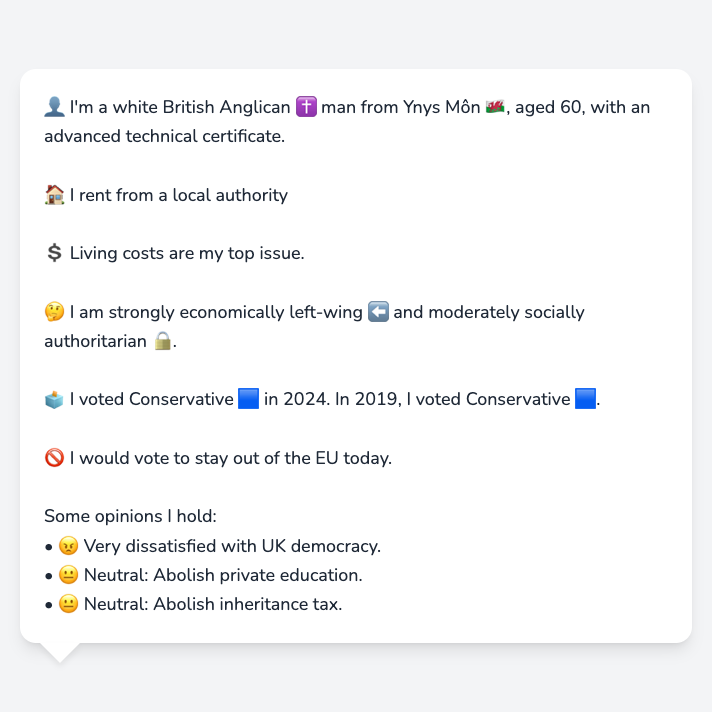 👤 I'm a white British Anglican ✝️ man from Ynys Môn 🏴󠁧󠁢󠁷󠁬󠁳󠁿, aged 60, with an
advanced technical certificate.
🏠 I rent from a local authority
💲 Living costs are my top issue.
🤔 I am strongly economically left-wing ⬅️ and moderately socially
authoritarian 🔒.
🗳️ I voted Conservative 🟦 in 2024. In 2019, I voted Conservative 🟦.
🚫 I would vote to stay out of the EU today.
Some opinions I hold:
• 😠 Very dissatisfied with UK democracy.
• 😐 Neutral: Abolish private education.
• 😐 Neutral: Abolish inheritance tax.